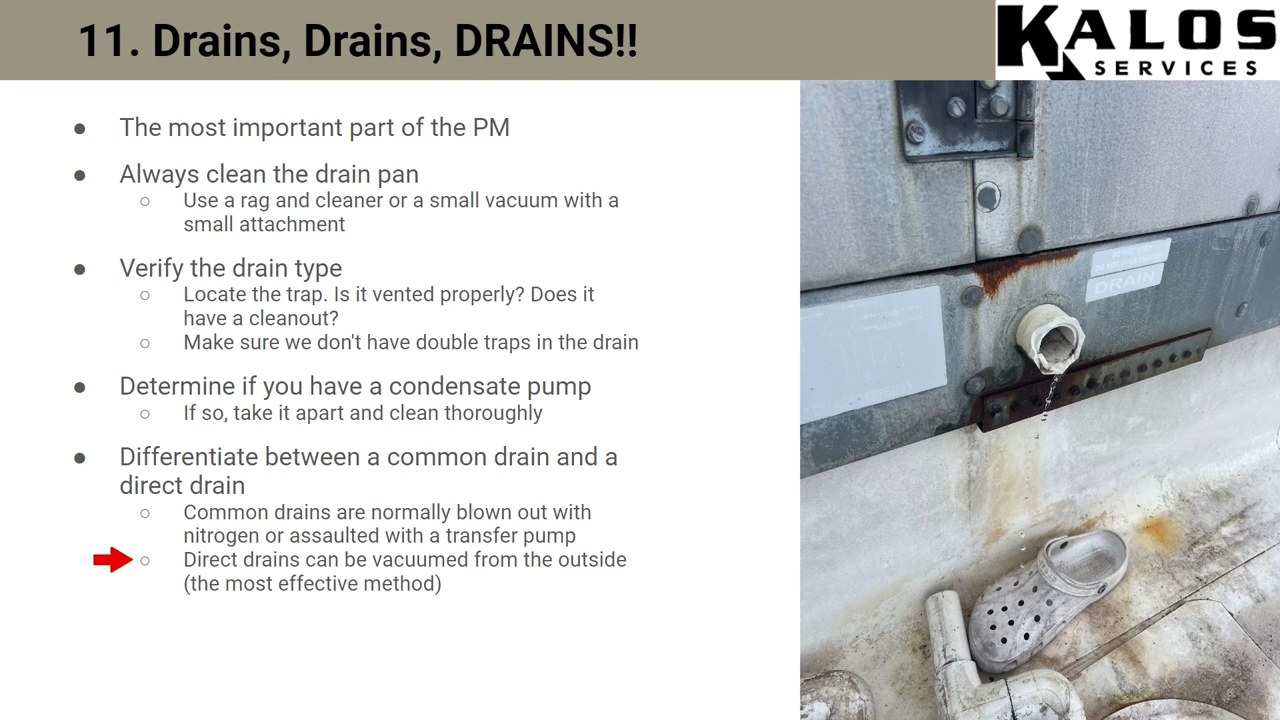 11. Drains, Drains, DRAINS!!
KALOS
SERVICES
● The most important part of the PM
● Always clean the drain pan
○ Use a rag and cleaner or a small vacuum with a
small attachment
● Verify the drain type
○ Locate the trap. Is it vented properly? Does it
have a cleanout?
○ Make sure we don't have double traps in the drain
● Determine if you have a condensate pump
○ If so, take it apart and clean thoroughly
● Differentiate between a common drain and a
direct drain
○ Common drains are normally blown out with
nitrogen or assaulted with a transfer pump
○ Direct drains can be vacuumed from the outside
(the most effective method)
DRAIN